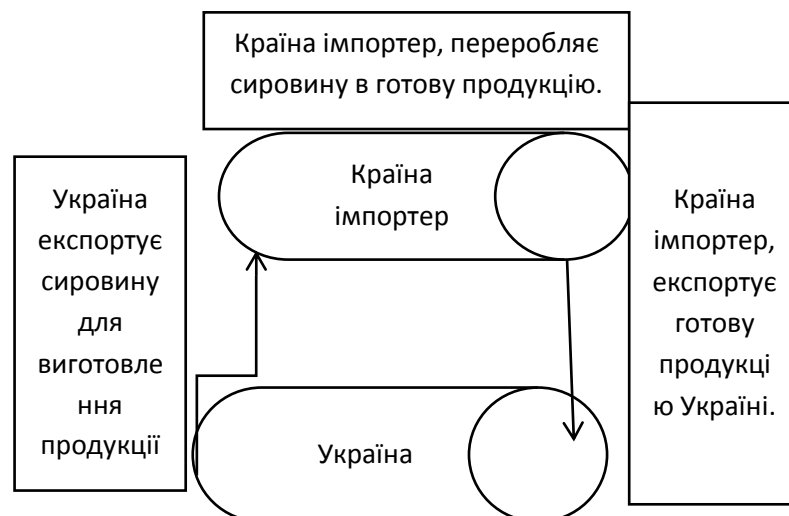 Країна імпортер, переробляє
сировину в готову продукцію.
Країна
імпортер
Україна
експортує
сировину
для
виготовле
ння
продукції
Країна
імпортер,
експортує
готову
продукці
ю Україні.
Україна